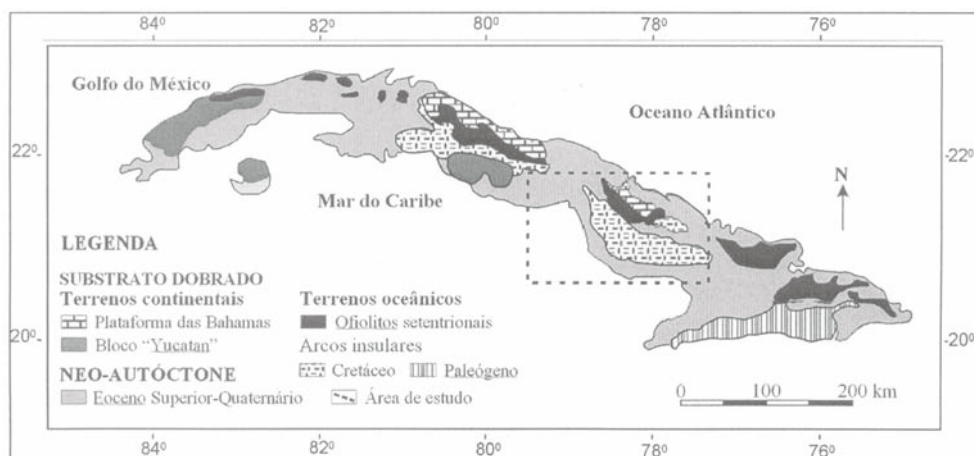 84º 82º 80º 78º 76º
Golfo do México
Oceano Atlântico
22º 22º
N
Mar do Caribe
LEGENDA
SUBSTRATO DOBRADO
Terrenos continentais Terrenos oceânicos
Plataforma das Bahamas Ofiolitos setentrionais
20º 20º
Bloco "Yucatan" Arcos insulares
NEO-AUTÓCTONE Cretáceo Paleógeno
Eoceno Superior-Quaternário Área de estudo
0 100 200 km
84º 82º 80º 78º 76º